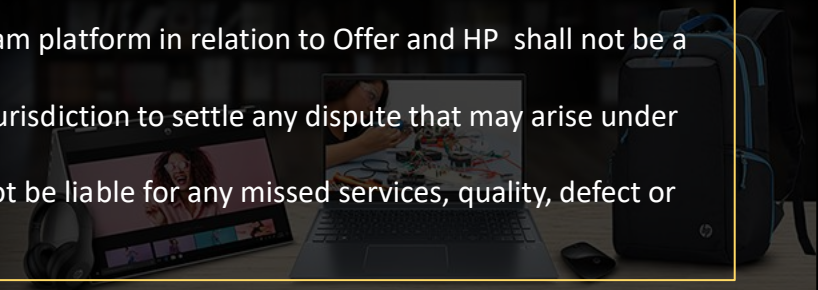 am platform in relation to Offer and HP  shall not be a
urisdiction to settle any dispute that may arise under
ot be liable for any missed services, quality, defect or
hp